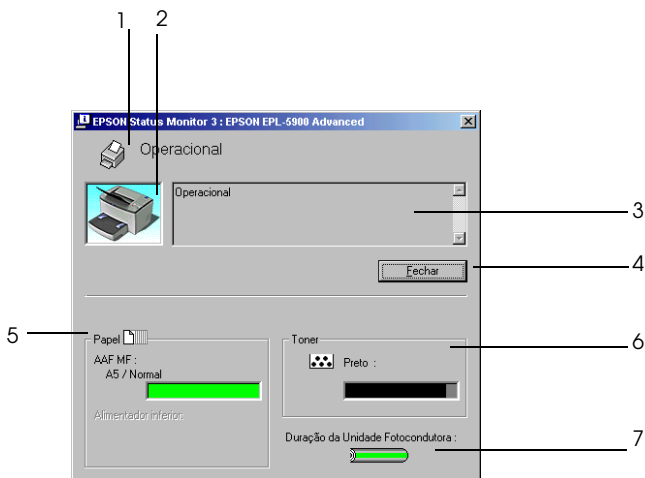 1 2
EPSON Status Monitor 3 : EPSON EPL-5900 Advanced
Operacional
Operacional
3
Fechar
4
5
Papel
Toner
6
AAF MF :
A5 / Normal
Preto :
Alimentador inferior:
Duração da Unidade Fotocondutora :
7